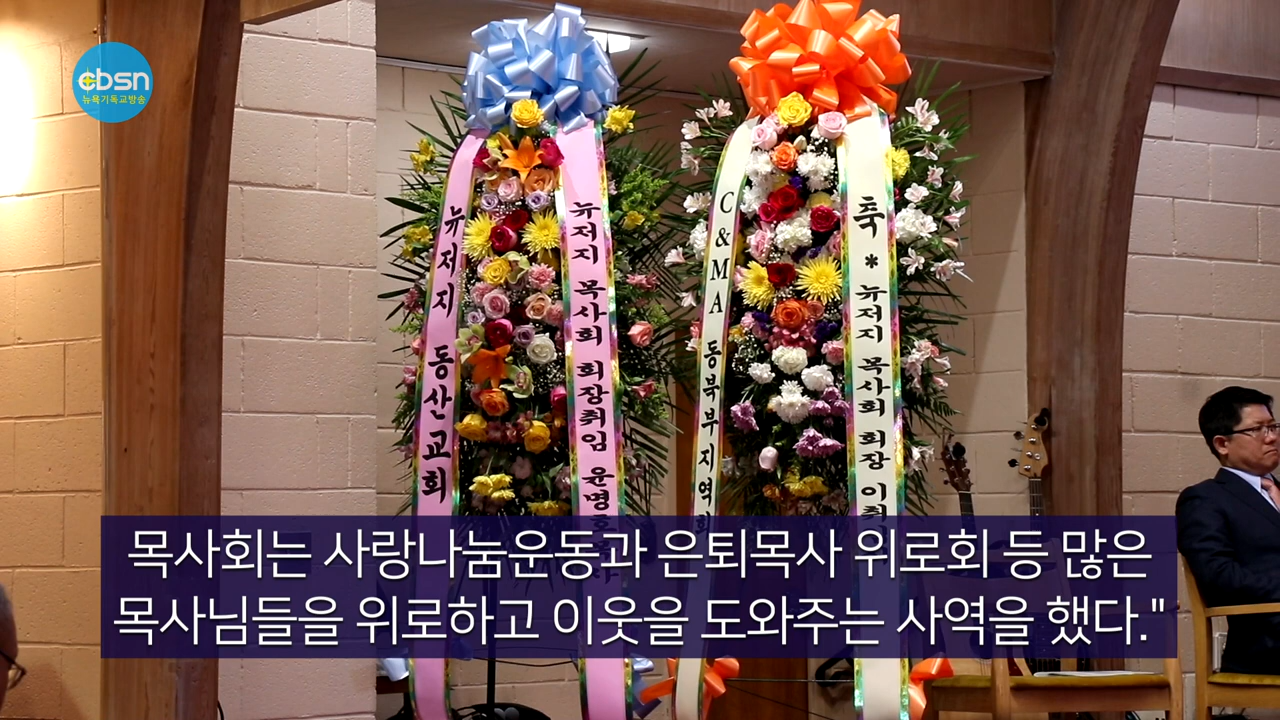 cbsn
뉴욕기독교방송
뉴저지 동산교회
뉴저지 목사회 회장취임 윤명호
C&MA 동북부지역
축 * 뉴저지 목사회 회장 이취
목사회는 사랑나눔운동과 은퇴목사 위로회 등 많은
목사님들을 위로하고 이웃을 도와주는 사역을 했다."